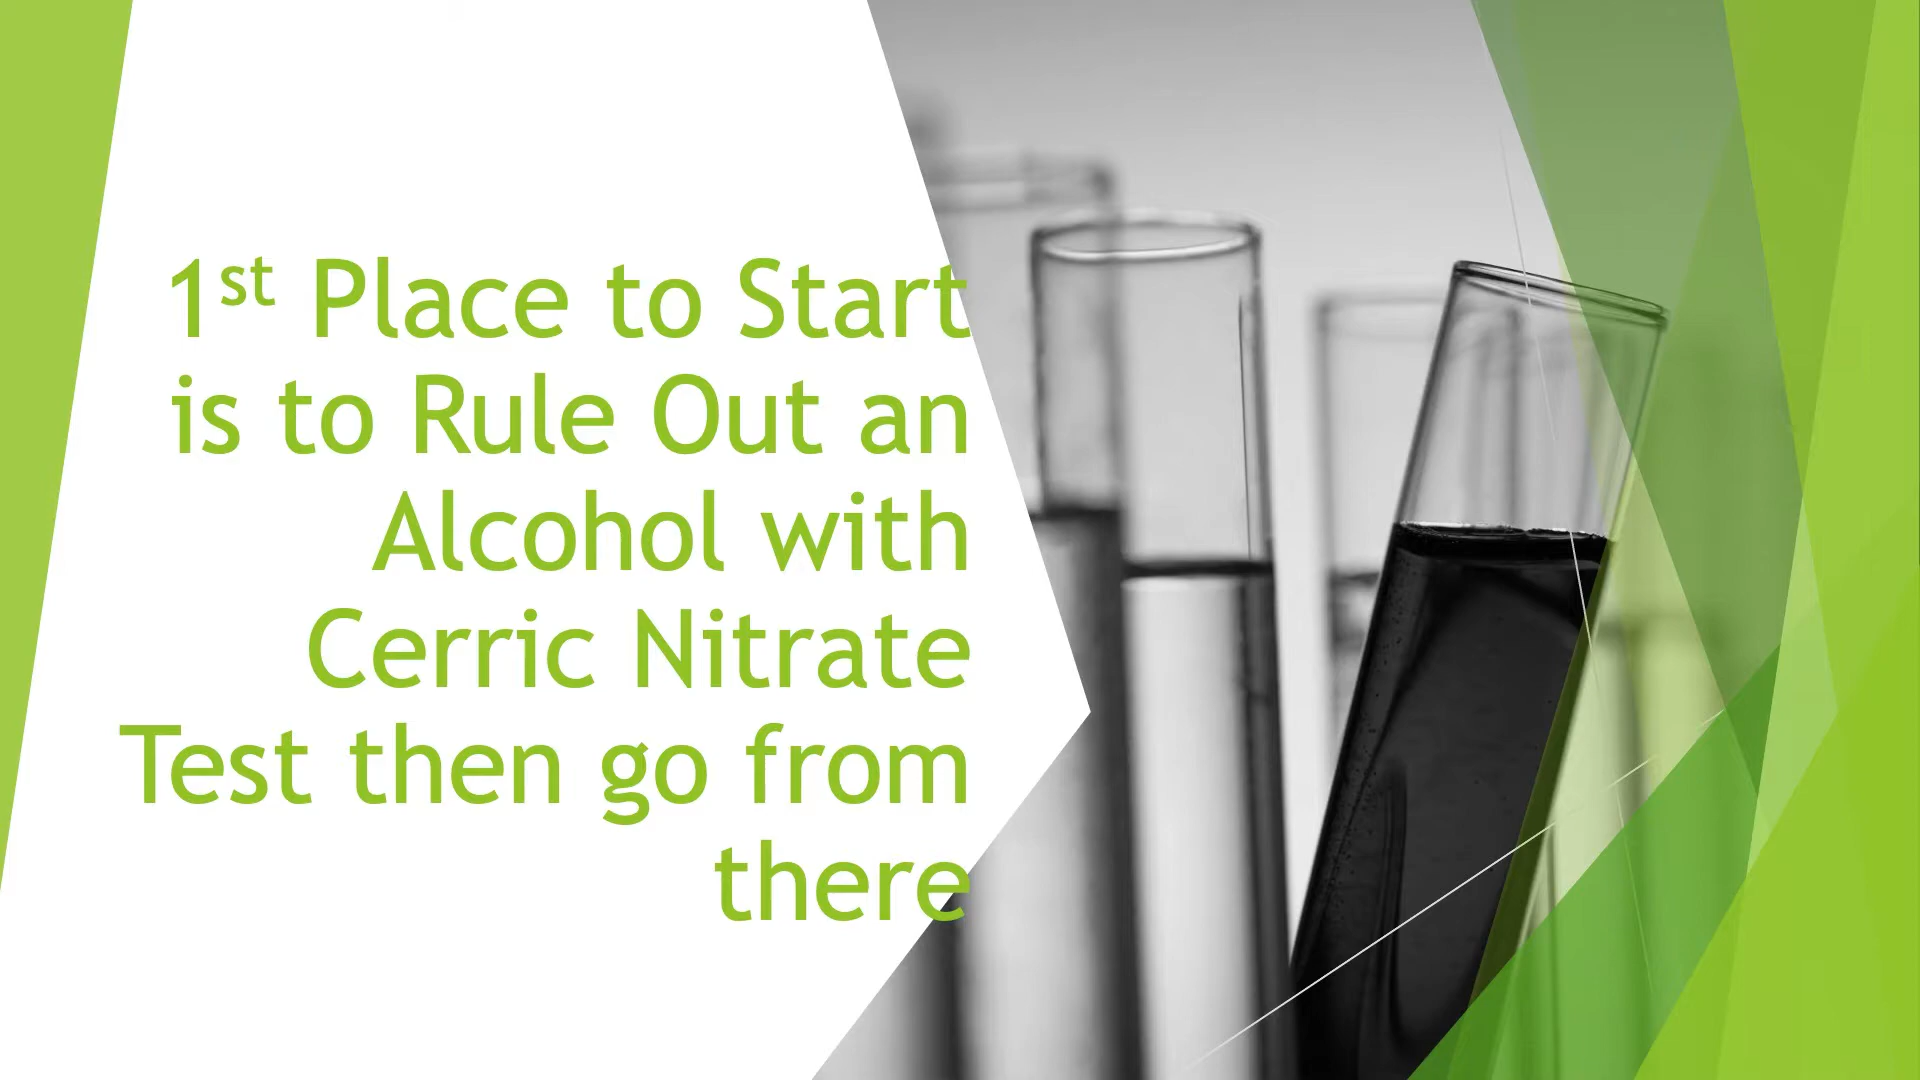 1st Place to Start
is to Rule Out an
Alcohol with
Cerric Nitrate
Test then go from
there